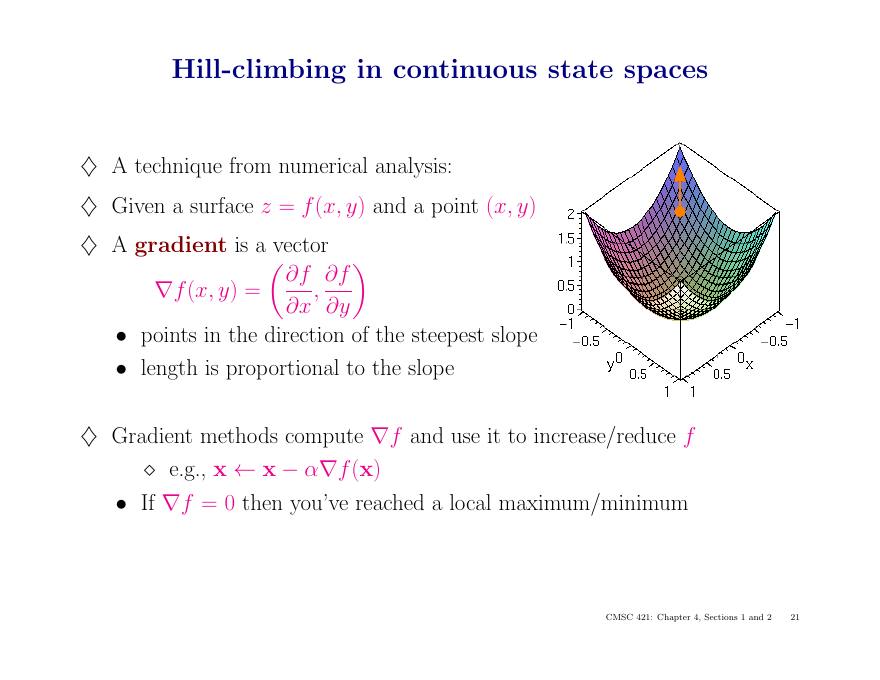 Hill-climbing in continuous state spaces
♢ A technique from numerical analysis:
♢ Given a surface z = f(x, y) and a point (x, y)
♢ A gradient is a vector
∇f(x, y) = (∂f/∂x, ∂f/∂y)
• points in the direction of the steepest slope
• length is proportional to the slope
2
1.5
1
0.5
0
−1
−0.5
y0
0.5
1
1
0.5
0x
−0.5
−1
♢ Gradient methods compute ∇f and use it to increase/reduce f
⋄ e.g., x ← x − α∇f(x)
• If ∇f = 0 then you've reached a local maximum/minimum
CMSC 421: Chapter 4, Sections 1 and 2 21